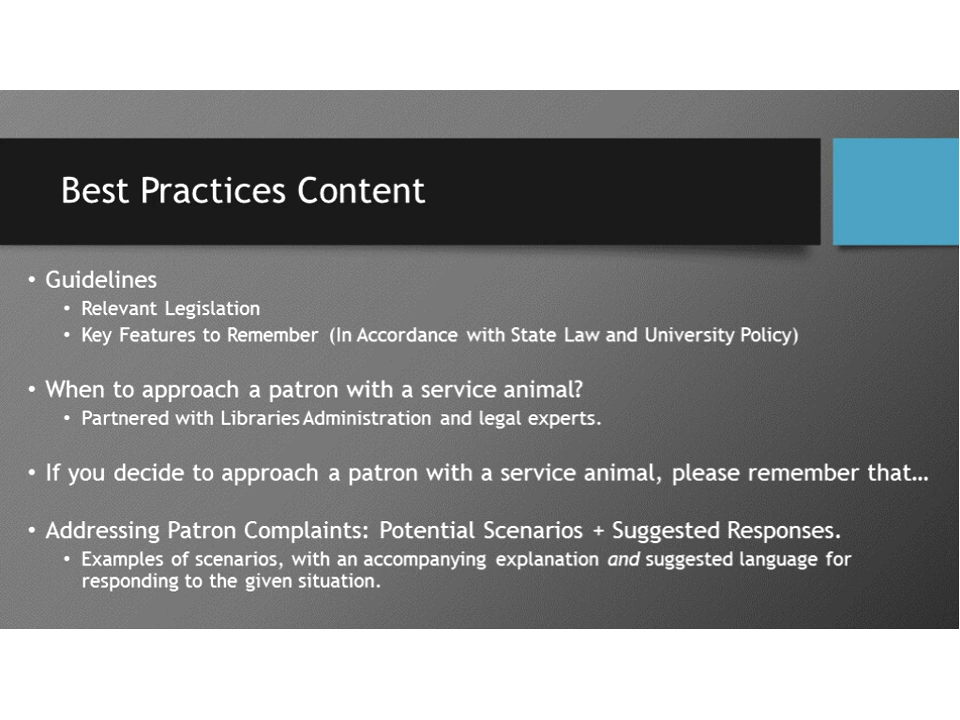 Best Practices Content
• Guidelines
• Relevant Legislation
• Key Features to Remember (In Accordance with State Law and University Policy)
• When to approach a patron with a service animal?
• Partnered with Libraries Administration and legal experts.
• If you decide to approach a patron with a service animal, please remember that…
• Addressing Patron Complaints: Potential Scenarios + Suggested Responses.
• Examples of scenarios, with an accompanying explanation and suggested language for
responding to the given situation.